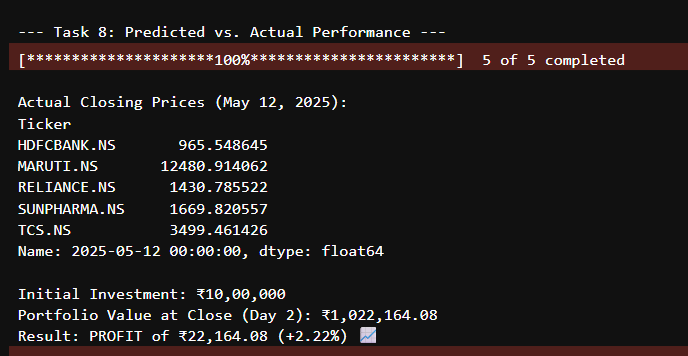 --- Task 8: Predicted vs. Actual Performance ---
[*********************100%***********************]  5 of 5 completed
Actual Closing Prices (May 12, 2025):
Ticker
HDFCBANK.NS       965.548645
MARUTI.NS       12480.914062
RELIANCE.NS      1430.785522
SUNPHARMA.NS     1669.820557
TCS.NS           3499.461426
Name: 2025-05-12 00:00:00, dtype: float64
Initial Investment: ₹10,00,000
Portfolio Value at Close (Day 2): ₹1,022,164.08
Result: PROFIT of ₹22,164.08 (+2.22%) 📈